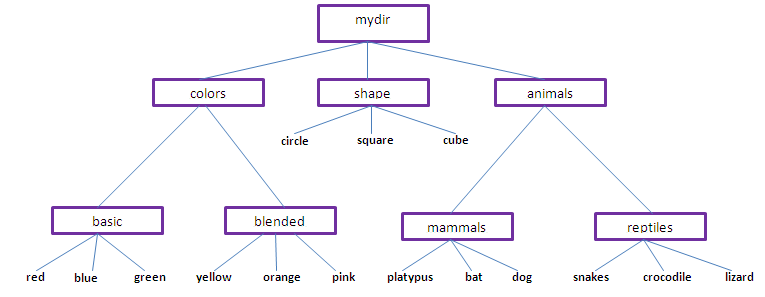 mydir
colors shape animals
circle square cube
basic blended mammals reptiles
red blue green yellow orange pink platypus bat dog snakes crocodile lizard